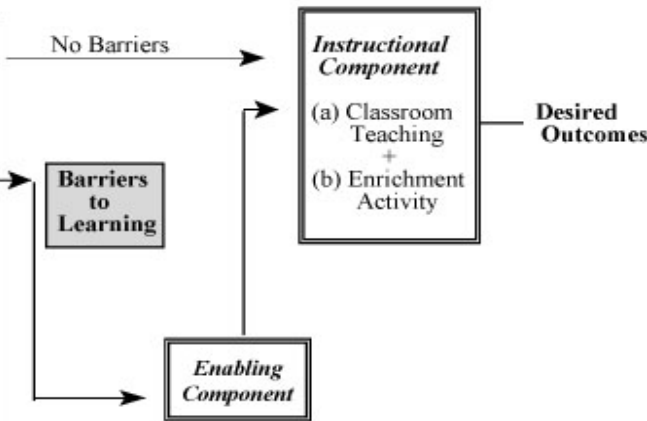 No Barriers
Instructional
Component
(a) Classroom
Teaching
+
(b) Enrichment
Activity
Desired
Outcomes
Barriers
to
Learning
Enabling
Component